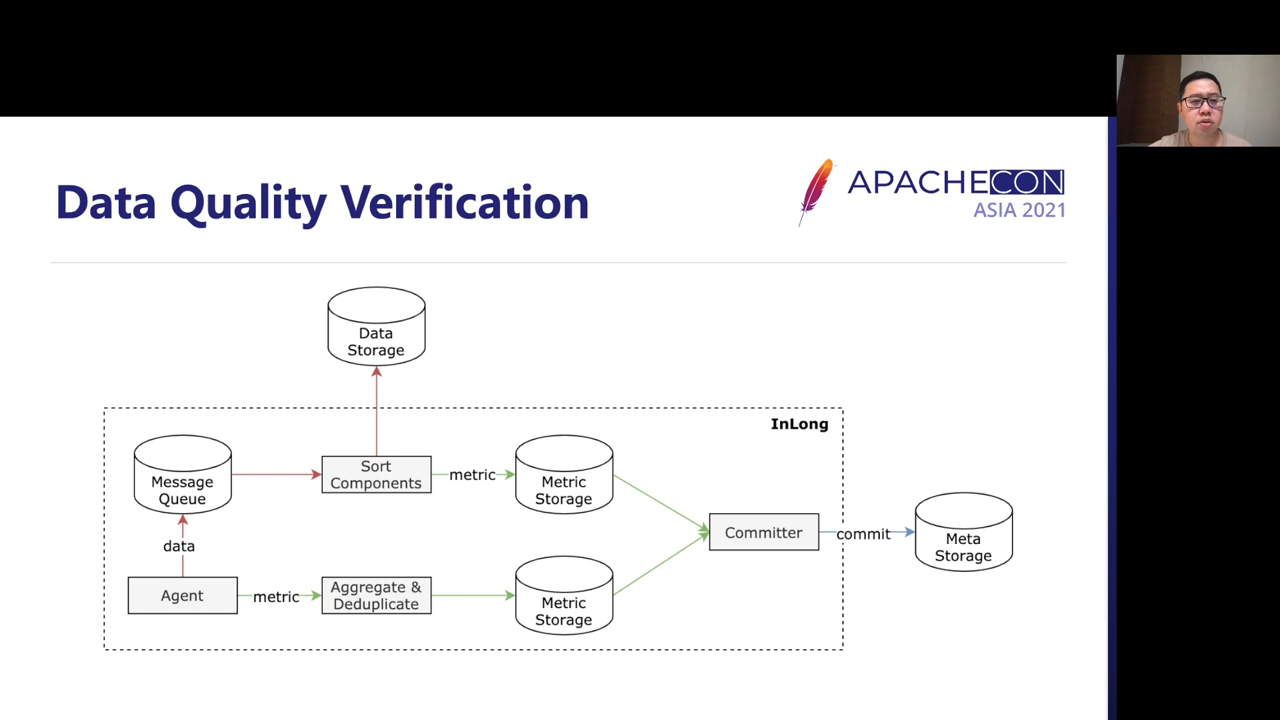 Data Quality Verification
APACHECON
ASIA 2021
Data
Storage
InLong
Message
Queue
Sort
Components
metric
Metric
Storage
Committer
commit
Meta
Storage
data
Agent
metric
Aggregate &
Deduplicate
Metric
Storage